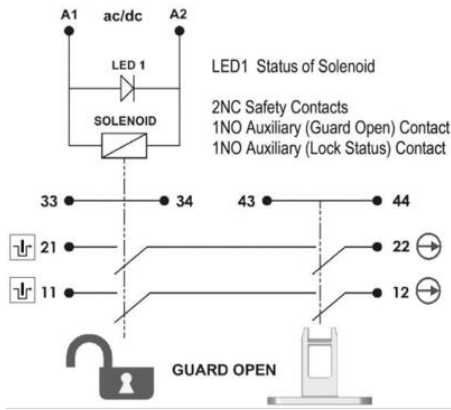 A1 ac/dc A2
LED 1
LED1 Status of Solenoid
SOLENOID
2NC Safety Contacts
1NO Auxiliary (Guard Open) Contact
1NO Auxiliary (Lock Status) Contact
33 34 43 44
21 22
11 12
GUARD OPEN